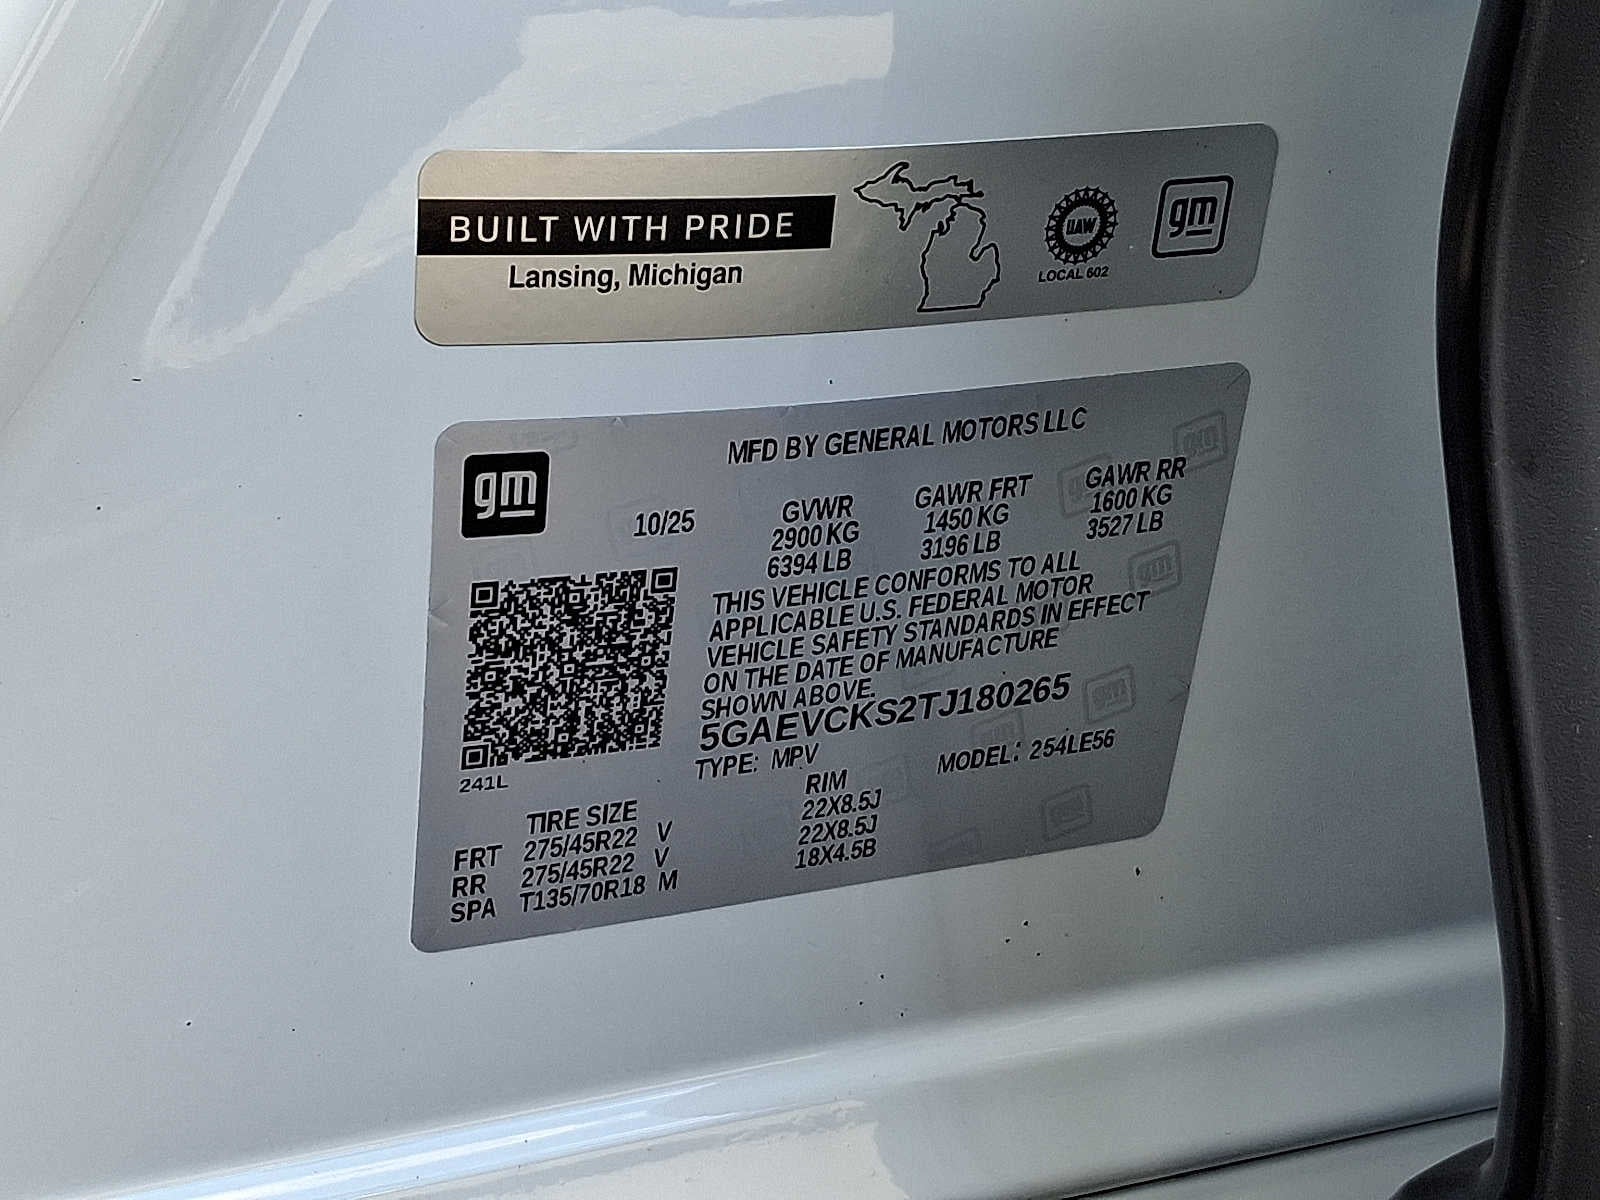 BUILT WITH PRIDE
Lansing, Michigan
UAW
LOCAL 602
gm
gm
MFD BY GENERAL MOTORS LLC
10/25
GVWR
2900 KG
6394 LB
GAWR FRT
1450 KG
3196 LB
GAWR RR
1600 KG
3527 LB
THIS VEHICLE CONFORMS TO ALL
APPLICABLE U.S. FEDERAL MOTOR
VEHICLE SAFETY STANDARDS IN EFFECT
ON THE DATE OF MANUFACTURE
SHOWN ABOVE.
5GAEVCKS2TJ180265
TYPE: MPV
MODEL: 254LE56
241L
TIRE SIZE RIM
FRT 275/45R22 V 22X8.5J
RR 275/45R22 V 22X8.5J
SPA T135/70R18 M 18X4.5B